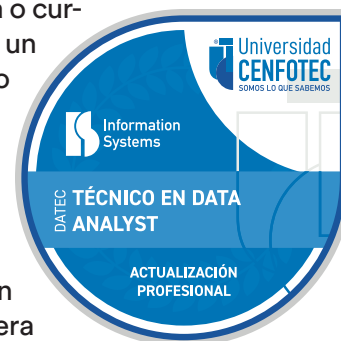 o cur-
un
o
Universidad
CENFOTEC
SOMOS LO QUE SABEMOS
Information
Systems
DATEC
TÉCNICO EN DATA
ANALYST
ACTUALIZACIÓN
PROFESIONAL
n
era